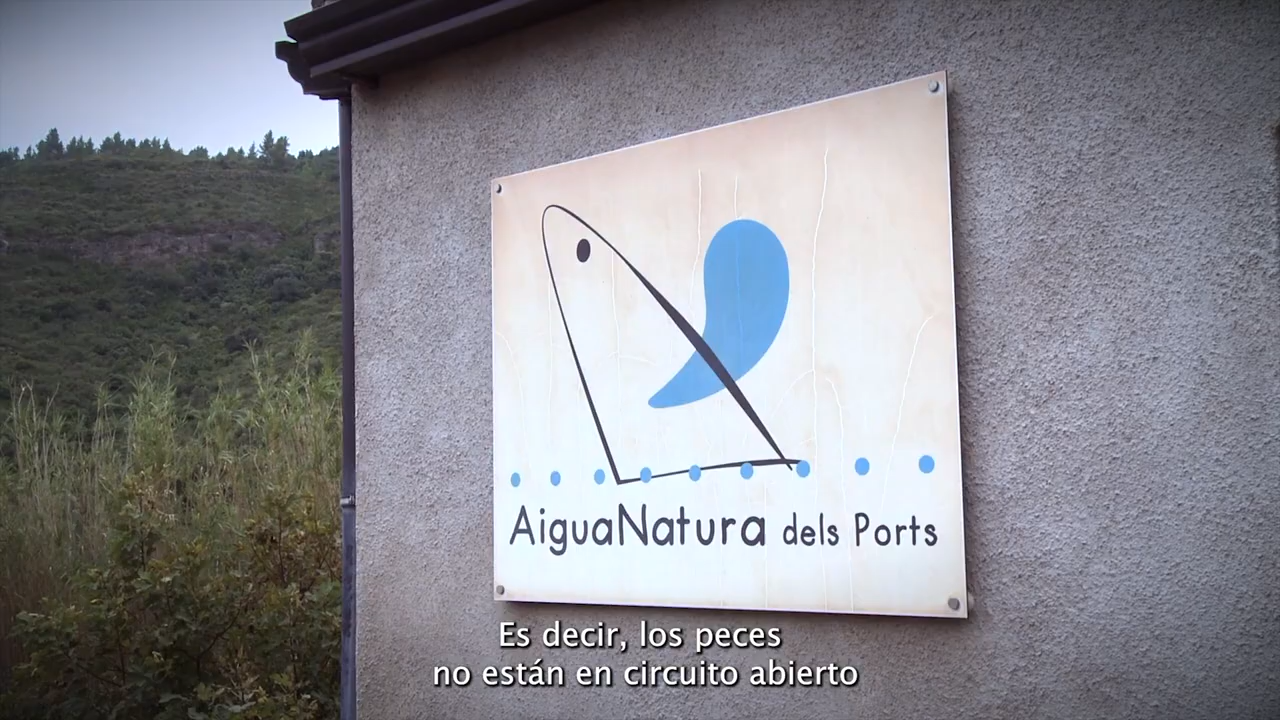 AiguaNatura dels Ports
Es decir, los peces
no están en circuito abierto